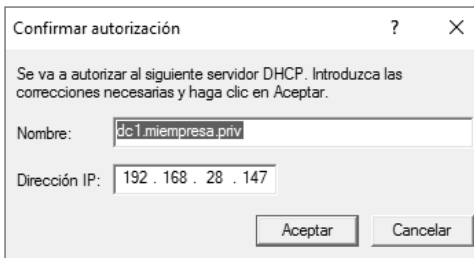 Confirmar autorización ? ×
Se va a autorizar al siguiente servidor DHCP. Introduzca las
correcciones necesarias y haga clic en Aceptar.
Nombre: dc1.miempresa.priv
Dirección IP: 192 . 168 . 28 . 147
Aceptar Cancelar